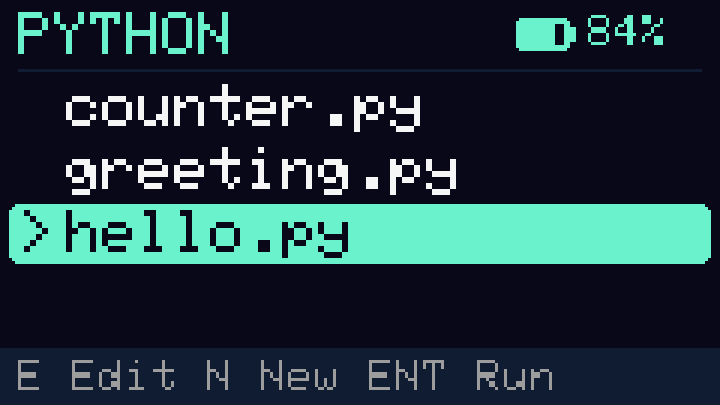 PYTHON 84%
counter.py
greeting.py
>hello.py
E Edit N New ENT Run